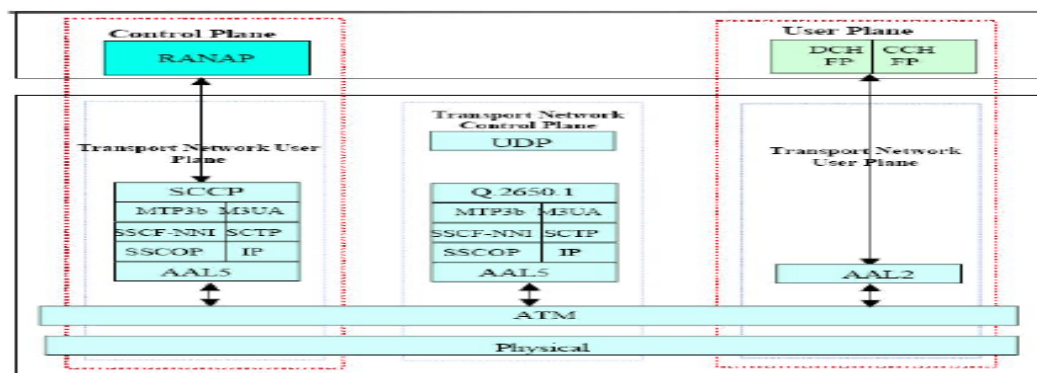 Control Plane
RANAP
User Plane
DCH CCH
FP FP
Transport Network
Control Plane
UDP
Transport Network User
Plane
Transport Network
User Plane
SCCP
MTP3b M3UA
SSCF-NNI SCTP
SSCOP IP
AAL5
Q.2650.1
MTP3b M3UA
SSCF-NNI SCTP
SSCOP IP
AAL5
AAL2
ATM
Physical